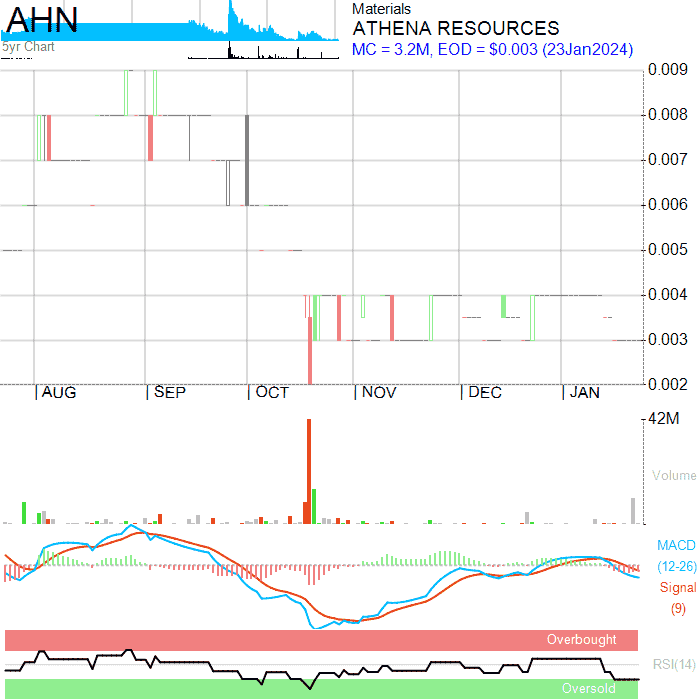 AHN
5yr Chart
Materials
ATHENA RESOURCES
MC = 3.2M, EOD = $0.003 (23Jan2024)
0.009
0.008
0.007
0.006
0.005
0.004
0.003
0.002
AUG SEP OCT NOV DEC JAN
42M
Volume
MACD
(12-26)
Signal
(9)
Overbought
RSI(14)
Oversold